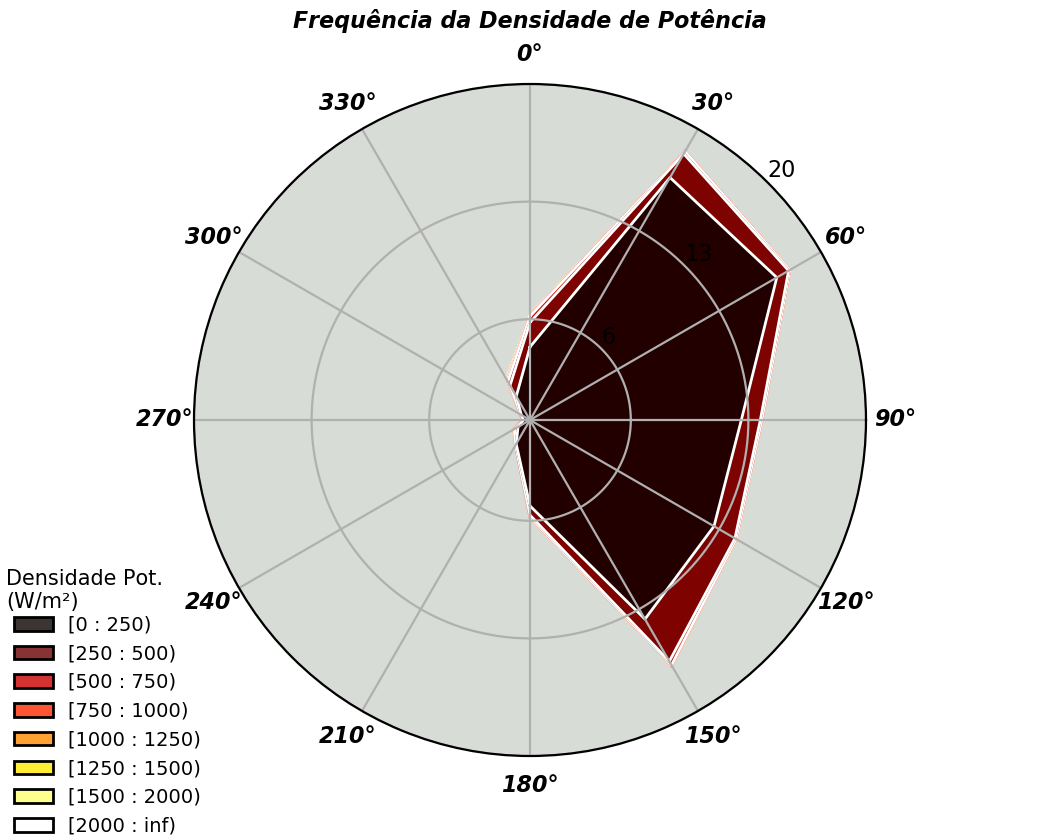 Frequência da Densidade de Potência
0°
330°
30°
20
300°
60°
13
6
270°
90°
240°
120°
210°
150°
180°
Densidade Pot.
(W/m²)
[0 : 250)
[250 : 500)
[500 : 750)
[750 : 1000)
[1000 : 1250)
[1250 : 1500)
[1500 : 2000)
[2000 : inf)